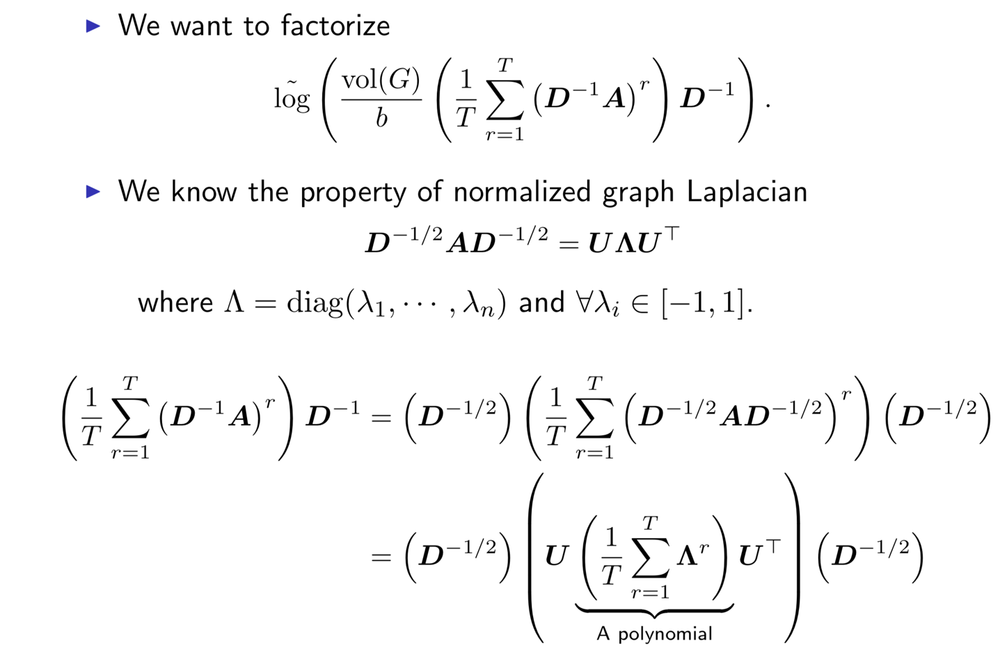 ▶ We want to factorize
$\tilde{\log}\left(\frac{\mathrm{vol}(G)}{b}\left(\frac{1}{T}\sum_{r=1}^{T}\left(\boldsymbol{D}^{-1}\boldsymbol{A}\right)^r\right)\boldsymbol{D}^{-1}\right).$
▶ We know the property of normalized graph Laplacian
$\boldsymbol{D}^{-1/2}\boldsymbol{A}\boldsymbol{D}^{-1/2} = \boldsymbol{U}\boldsymbol{\Lambda}\boldsymbol{U}^{\top}$
where $\Lambda = \mathrm{diag}(\lambda_1, \cdots, \lambda_n)$ and $\forall\lambda_i \in [-1, 1].$
$\left(\frac{1}{T}\sum_{r=1}^{T}\left(\boldsymbol{D}^{-1}\boldsymbol{A}\right)^r\right)\boldsymbol{D}^{-1} = \left(\boldsymbol{D}^{-1/2}\right)\left(\frac{1}{T}\sum_{r=1}^{T}\left(\boldsymbol{D}^{-1/2}\boldsymbol{A}\boldsymbol{D}^{-1/2}\right)^r\right)\left(\boldsymbol{D}^{-1/2}\right)$
$= \left(\boldsymbol{D}^{-1/2}\right)\left(\boldsymbol{U}\underbrace{\left(\frac{1}{T}\sum_{r=1}^{T}\boldsymbol{\Lambda}^r\right)}\boldsymbol{U}^{\top}\right)\left(\boldsymbol{D}^{-1/2}\right)$
A polynomial